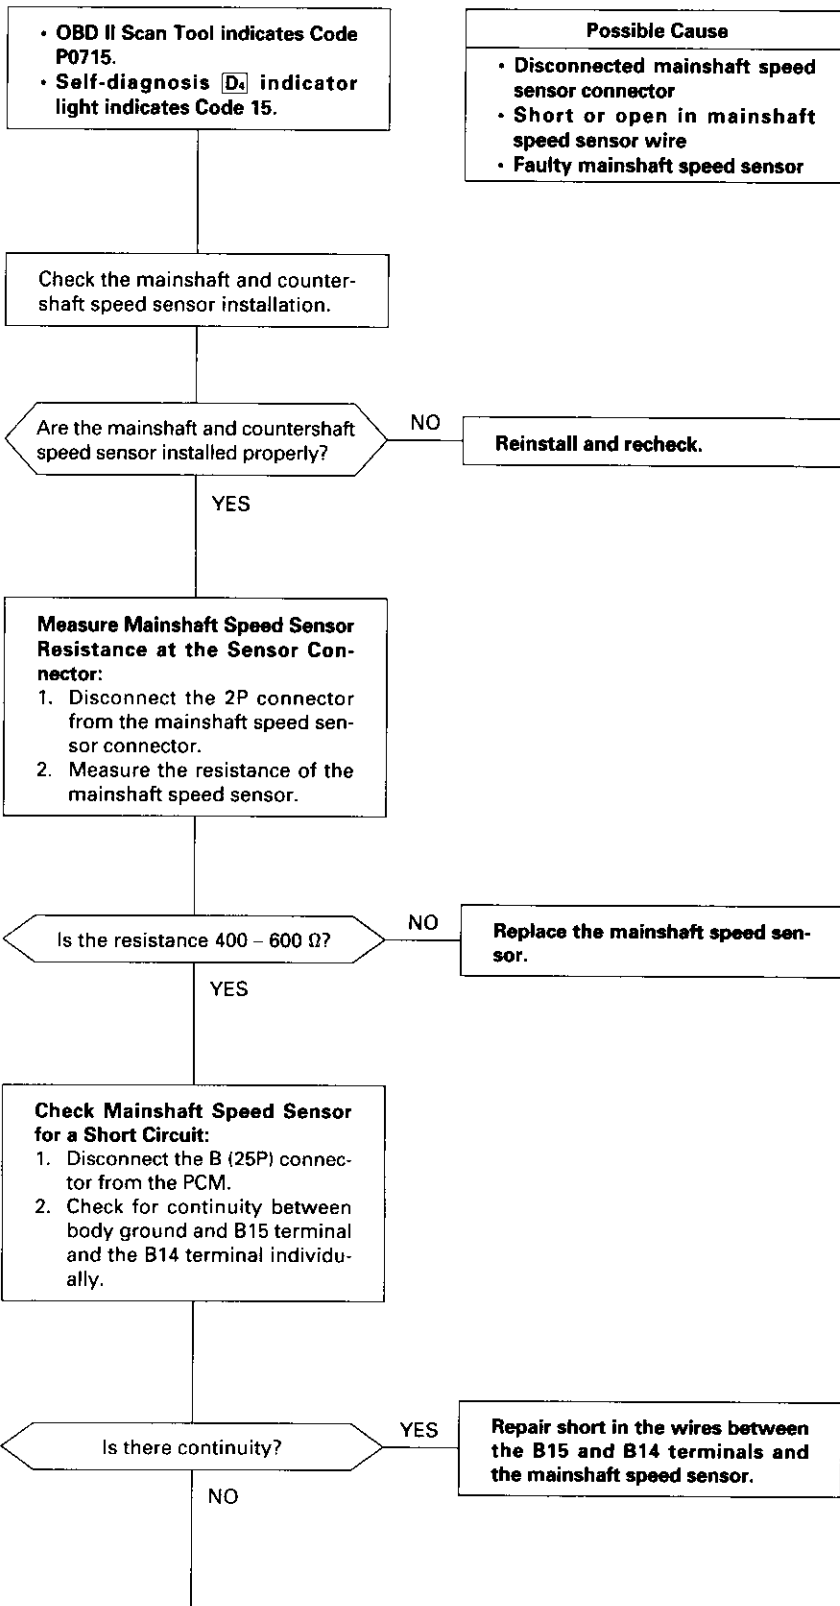 • OBD II Scan Tool indicates Code
P0715.
• Self-diagnosis D4 indicator
light indicates Code 15.
Possible Cause
• Disconnected mainshaft speed
sensor connector
• Short or open in mainshaft
speed sensor wire
• Faulty mainshaft speed sensor
Check the mainshaft and counter-
shaft speed sensor installation.
Are the mainshaft and countershaft
speed sensor installed properly?
NO
Reinstall and recheck.
YES
Measure Mainshaft Speed Sensor
Resistance at the Sensor Con-
nector:
1. Disconnect the 2P connector
from the mainshaft speed sen-
sor connector.
2. Measure the resistance of the
mainshaft speed sensor.
Is the resistance 400 – 600 Ω?
NO
Replace the mainshaft speed sen-
sor.
YES
Check Mainshaft Speed Sensor
for a Short Circuit:
1. Disconnect the B (25P) connec-
tor from the PCM.
2. Check for continuity between
body ground and B15 terminal
and the B14 terminal individu-
ally.
Is there continuity?
YES
Repair short in the wires between
the B15 and B14 terminals and
the mainshaft speed sensor.
NO